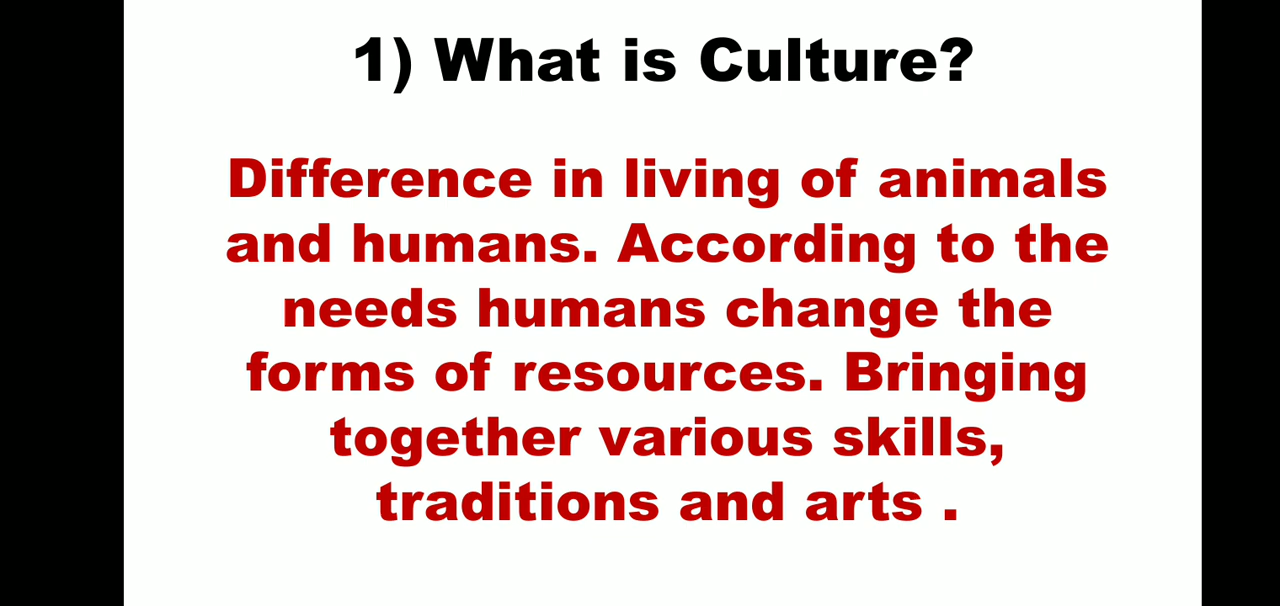 1) What is Culture?
Difference in living of animals
and humans. According to the
needs humans change the
forms of resources. Bringing
together various skills,
traditions and arts .